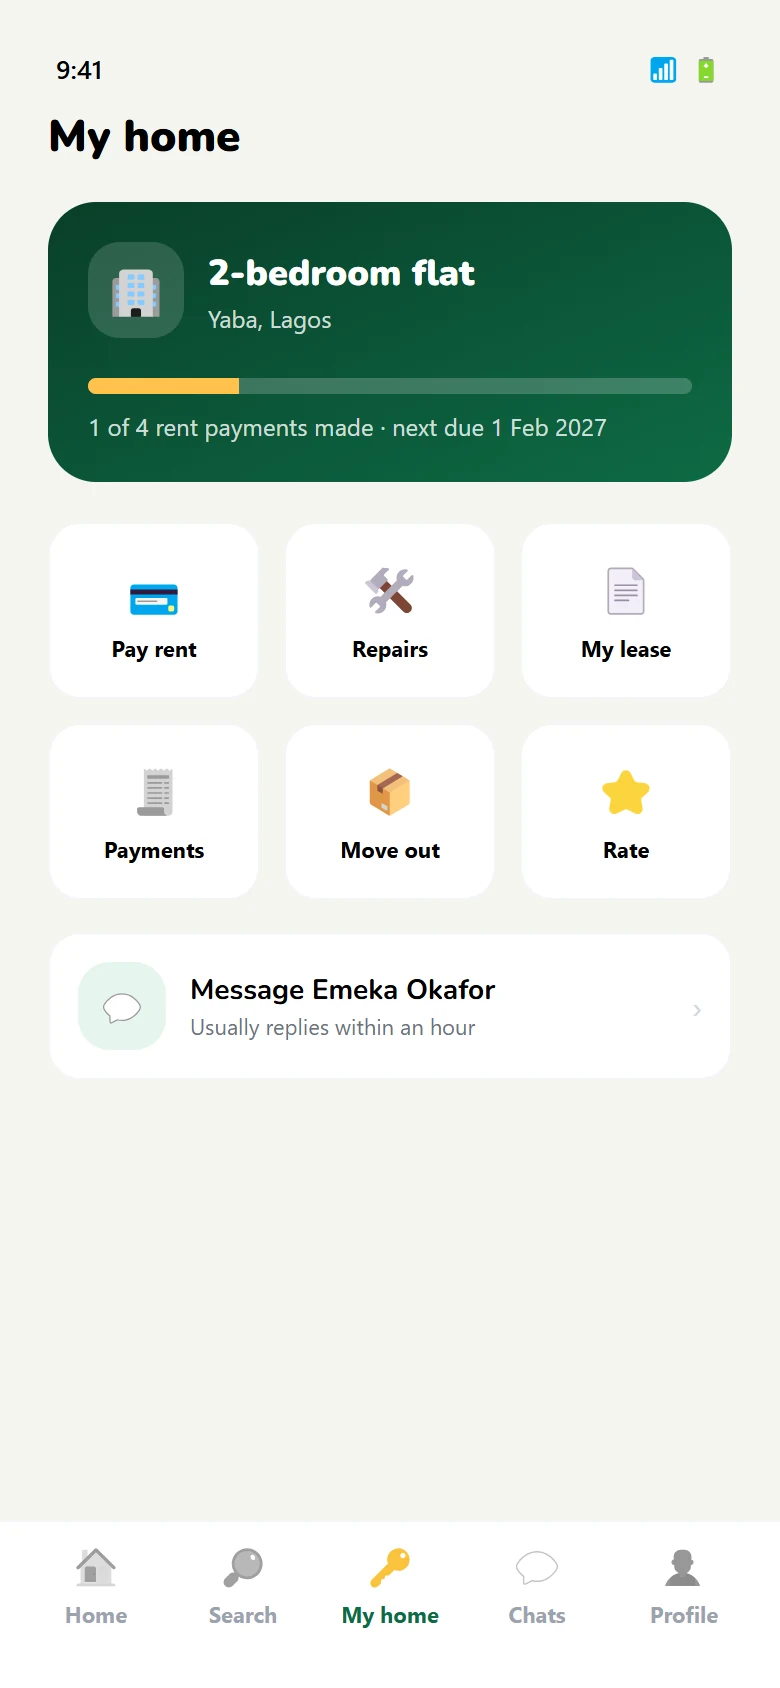 9:41
My home
2-bedroom flat
Yaba, Lagos
1 of 4 rent payments made · next due 1 Feb 2027
Pay rent
Repairs
My lease
Payments
Move out
Rate
Message Emeka Okafor
Usually replies within an hour
Home
Search
My home
Chats
Profile